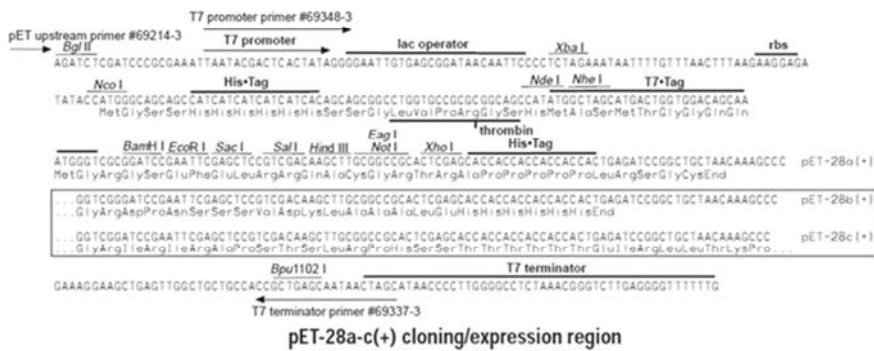 T7 promoter primer #69348-3
pET upstream primer #69214-3
Bgl II T7 promoter lac operator Xba I rbs
AGATCTCGATCCCGCGAAATTAATACGACTCACTATAGGGGAATTGTGAGCGGATAACAATTCCCCTCTAGAAATAATTTTGTTTAACTTTAAGAAGGAGA
Nco I His•Tag Nde I Nhe I T7•Tag
TATACCATGGGCAGCAGCCATCATCATCATCATCACAGCAGCGGCCTGGTGCCGCGCGGCAGCCATATGGCTAGCATGACTGGTGGACAGCAA
MetGlySerSerHisHisHisHisHisHisSerSerGlyLeuValProArgGlySerHisMetAlaSerMetThrGlyGlyGlnGln
thrombin
BamH I EcoR I Sac I Sal I Hind III Eag I Not I Xho I His•Tag
ATGGGTCGCGGATCCGAATTCGAGCTCCGTCGACAAGCTTGCGGCCGCACTCGAGCACCACCACCACCACCACTGAGATCCGGCTGCTAACAAAGCCC pET-28a(+)
MetGlyArgGlySerGluPheGluLeuArgArgGlnAlaCysGlyArgThrArgAlaProProProProProLeuArgSerGlyCysEnd
...GGTCGGGATCCGAATTCGAGCTCCGTCGACAAGCTTGCGGCCGCACTCGAGCACCACCACCACCACCACTGAGATCCGGCTGCTAACAAAGCCC pET-28b(+)
...GlyArgAspProAsnSerSerSerValAspLysLeuAlaAlaAlaLeuGluHisHisHisHisHisHisEnd
...GGTCGGATCCGAATTCGAGCTCCGTCGACAAGCTTGCGGCCGCACTCGAGCACCACCACCACCACCACTGAGATCCGGCTGCTAACAAAGCCC pET-28c(+)
...GlyArgIleArgIleArgAlaProSerThrSerLeuArgProHisSerSerThrThrThrThrThrThrGluIleArgLeuLeuThrLysPro...
Bpu1102 I T7 terminator
GAAAGGAAGCTGAGTTGGCTGCTGCCACCGCTGAGCAATAACTAGCATAACCCCTTGGGGCCTCTAAACGGGTCTTGAGGGGTTTTTTG
T7 terminator primer #69337-3
pET-28a-c(+) cloning/expression region